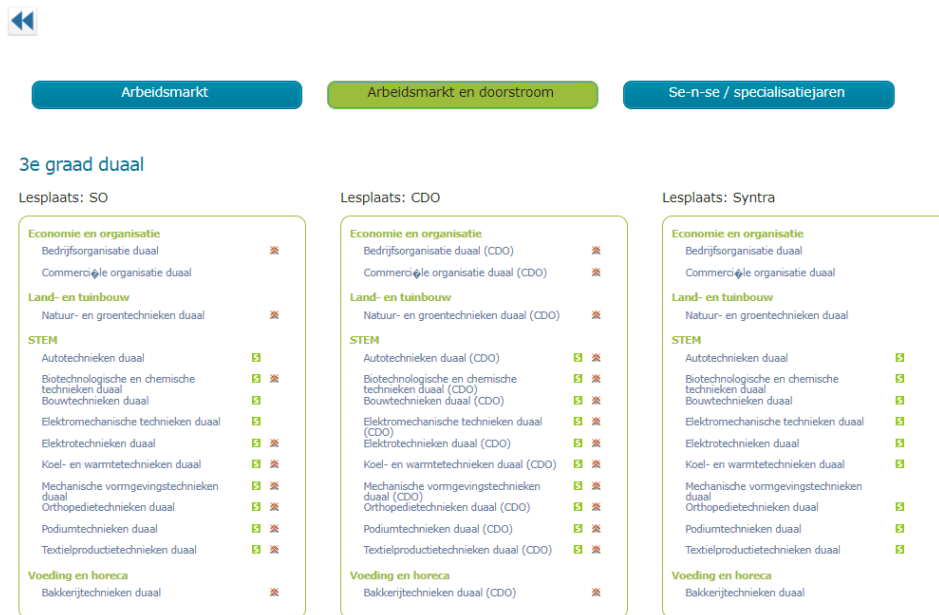 Arbeidsmarkt
Arbeidsmarkt en doorstroom
Se-n-se / specialisatiejaren
3e graad duaal
Lesplaats: SO
Economie en organisatie
Bedrijfsorganisatie duaal
Commerci�le organisatie duaal
Land- en tuinbouw
Natuur- en groentechnieken duaal
STEM
Autotechnieken duaal S
Biotechnologische en chemische
technieken duaal S
Bouwtechnieken duaal S
Elektromechanische technieken duaal S
Elektrotechnieken duaal S
Koel- en warmtetechnieken duaal S
Mechanische vormgevingstechnieken
duaal S
Orthopedietechnieken duaal S
Podiumtechnieken duaal S
Textielproductietechnieken duaal S
Voeding en horeca
Bakkerijtechnieken duaal
Lesplaats: CDO
Economie en organisatie
Bedrijfsorganisatie duaal (CDO)
Commerci�le organisatie duaal (CDO)
Land- en tuinbouw
Natuur- en groentechnieken duaal (CDO)
STEM
Autotechnieken duaal (CDO) S
Biotechnologische en chemische
technieken duaal (CDO) S
Bouwtechnieken duaal (CDO) S
Elektromechanische technieken duaal
(CDO) S
Elektrotechnieken duaal (CDO) S
Koel- en warmtetechnieken duaal (CDO) S
Mechanische vormgevingstechnieken
duaal (CDO) S
Orthopedietechnieken duaal (CDO) S
Podiumtechnieken duaal (CDO) S
Textielproductietechnieken duaal (CDO) S
Voeding en horeca
Bakkerijtechnieken duaal (CDO)
Lesplaats: Syntra
Economie en organisatie
Bedrijfsorganisatie duaal
Commerci�le organisatie duaal
Land- en tuinbouw
Natuur- en groentechnieken duaal
STEM
Autotechnieken duaal S
Biotechnologische en chemische
technieken duaal S
Bouwtechnieken duaal S
Elektromechanische technieken duaal S
Elektrotechnieken duaal S
Koel- en warmtetechnieken duaal S
Mechanische vormgevingstechnieken
duaal
Orthopedietechnieken duaal S
Podiumtechnieken duaal S
Textielproductietechnieken duaal S
Voeding en horeca
Bakkerijtechnieken duaal